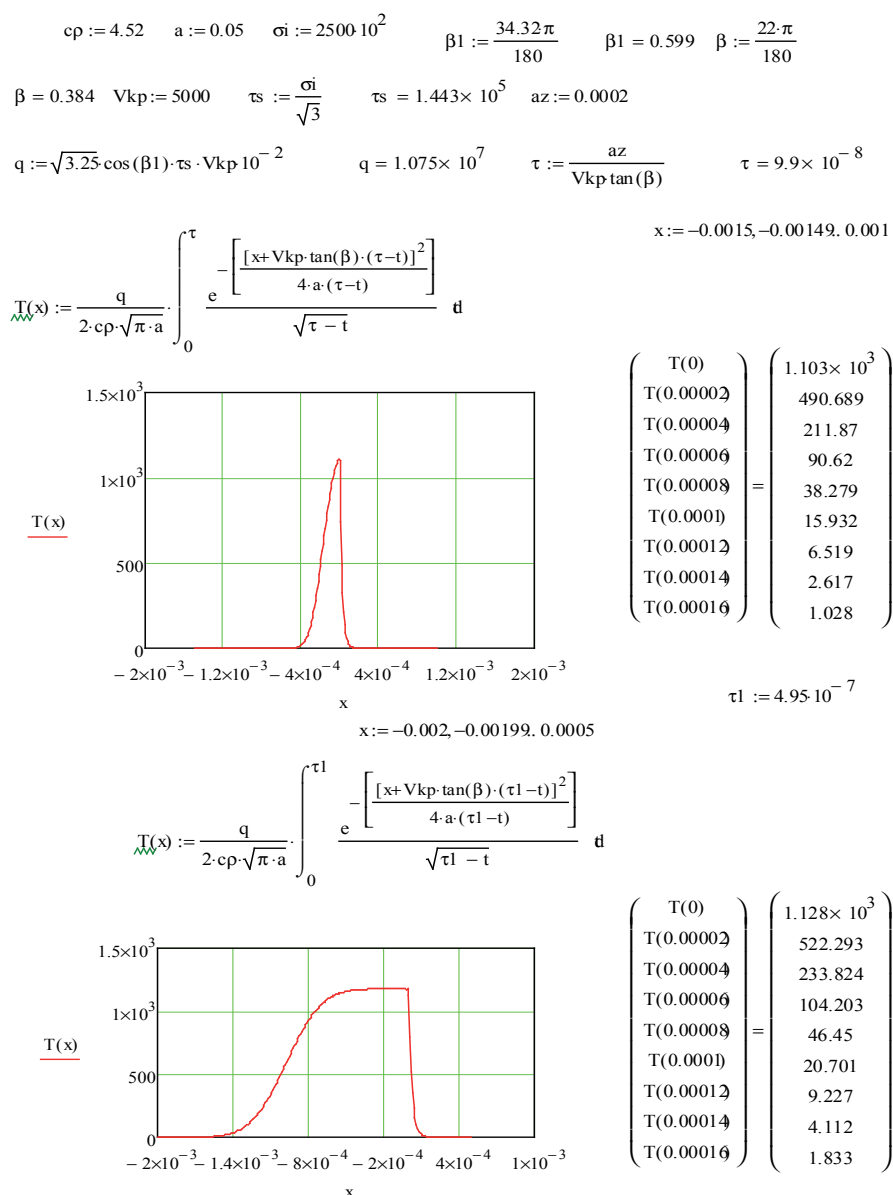 cρ := 4.52 a := 0.05 σi := 2500·10^2 β1 := 34.32·π/180 β1 = 0.599 β := 22·π/180
β = 0.384 Vkp := 5000 τs := σi/√3 τs = 1.443× 10^5 az := 0.0002
q := √3.25·cos(β1)·τs·Vkp·10^−2 q = 1.075× 10^7 τ := az/(Vkp·tan(β)) τ = 9.9× 10^−8
x := −0.0015, −0.00149.. 0.001
T(x) := q/(2·cρ·√(π·a)) · ∫_0^τ e^−[[x+Vkp·tan(β)·(τ−t)]^2/(4·a·(τ−t))]/√(τ − t) dt
T(0) = 1.103× 10^3
T(0.00002) 490.689
T(0.00004) 211.87
T(0.00006) 90.62
T(0.00008) 38.279
T(0.0001) 15.932
T(0.00012) 6.519
T(0.00014) 2.617
T(0.00016) 1.028
1.5×10^3
1×10^3
T(x)
500
0
− 2×10^−3 − 1.2×10^−3 − 4×10^−4 4×10^−4 1.2×10^−3 2×10^−3
x
τ1 := 4.95·10^−7
x := −0.002, −0.00199.. 0.0005
T(x) := q/(2·cρ·√(π·a)) · ∫_0^τ1 e^−[[x+Vkp·tan(β)·(τ1−t)]^2/(4·a·(τ1−t))]/√(τ1 − t) dt
T(0) = 1.128× 10^3
T(0.00002) 522.293
T(0.00004) 233.824
T(0.00006) 104.203
T(0.00008) 46.45
T(0.0001) 20.701
T(0.00012) 9.227
T(0.00014) 4.112
T(0.00016) 1.833
1.5×10^3
1×10^3
T(x)
500
0
− 2×10^−3 − 1.4×10^−3 − 8×10^−4 − 2×10^−4 4×10^−4 1×10^−3
x